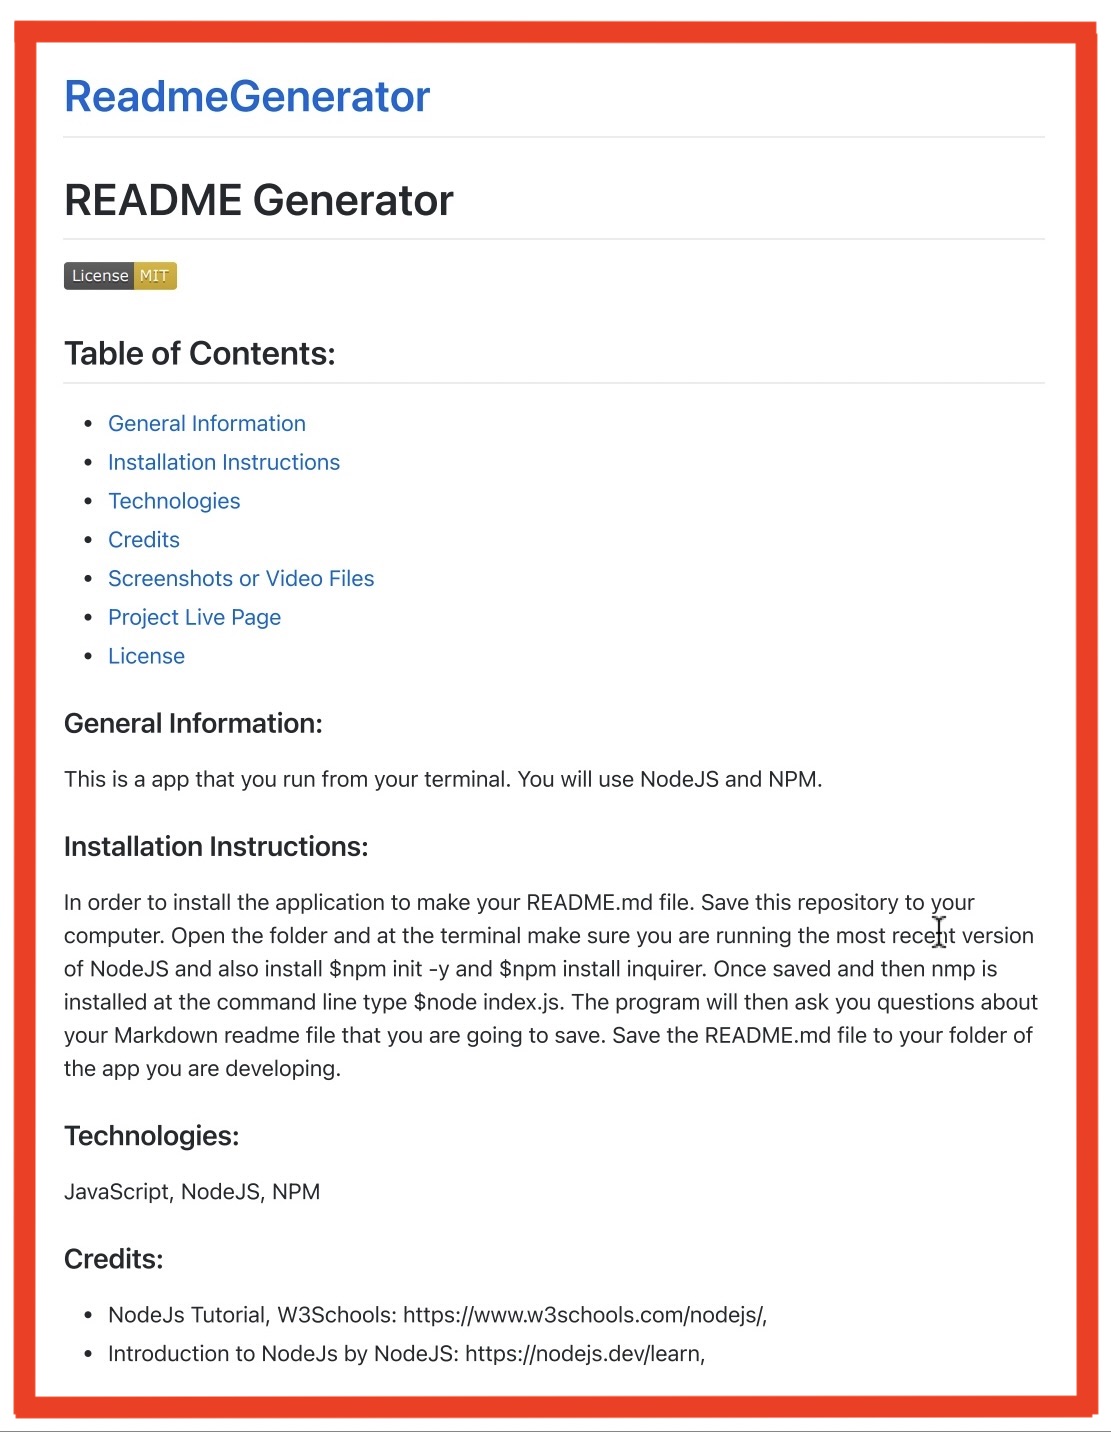 ReadmeGenerator
README Generator
License MIT
Table of Contents:
• General Information
• Installation Instructions
• Technologies
• Credits
• Screenshots or Video Files
• Project Live Page
• License
General Information:
This is a app that you run from your terminal. You will use NodeJS and NPM.
Installation Instructions:
In order to install the application to make your README.md file. Save this repository to your
computer. Open the folder and at the terminal make sure you are running the most recent version
of NodeJS and also install $npm init -y and $npm install inquirer. Once saved and then nmp is
installed at the command line type $node index.js. The program will then ask you questions about
your Markdown readme file that you are going to save. Save the README.md file to your folder of
the app you are developing.
Technologies:
JavaScript, NodeJS, NPM
Credits:
• NodeJs Tutorial, W3Schools: https://www.w3schools.com/nodejs/,
• Introduction to NodeJs by NodeJS: https://nodejs.dev/learn,